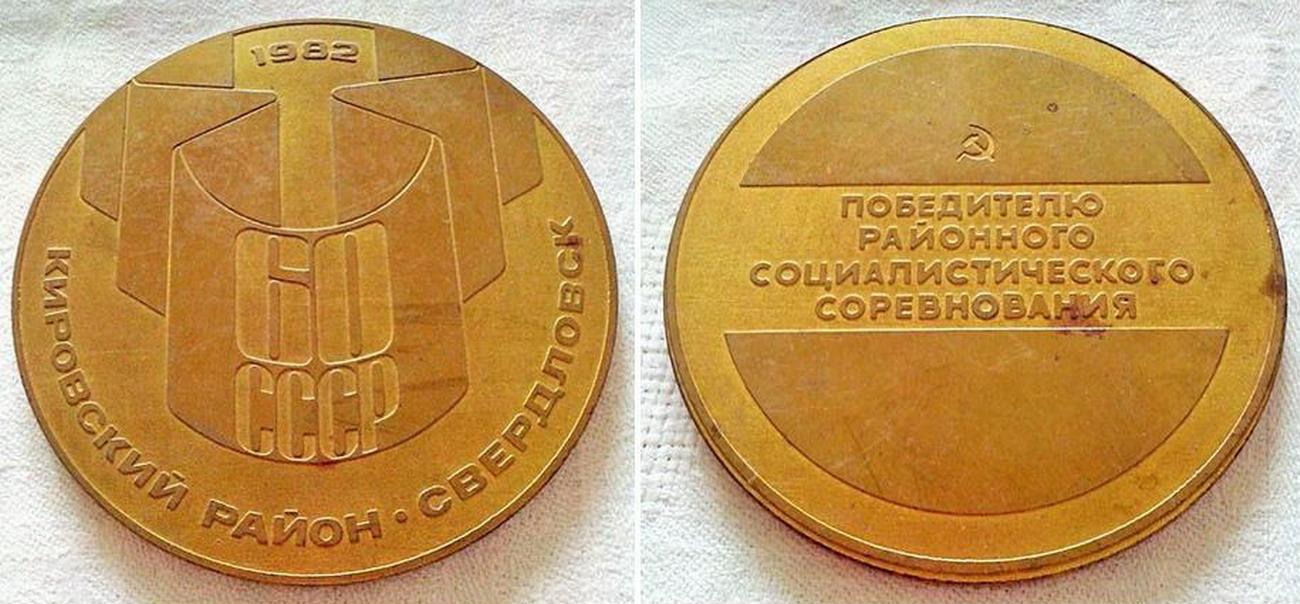 1982
60
СССР
КИРОВСКИЙ РАЙОН · СВЕРДЛОВСК
ПОБЕДИТЕЛЮ
РАЙОННОГО
СОЦИАЛИСТИЧЕСКОГО
СОРЕВНОВАНИЯ